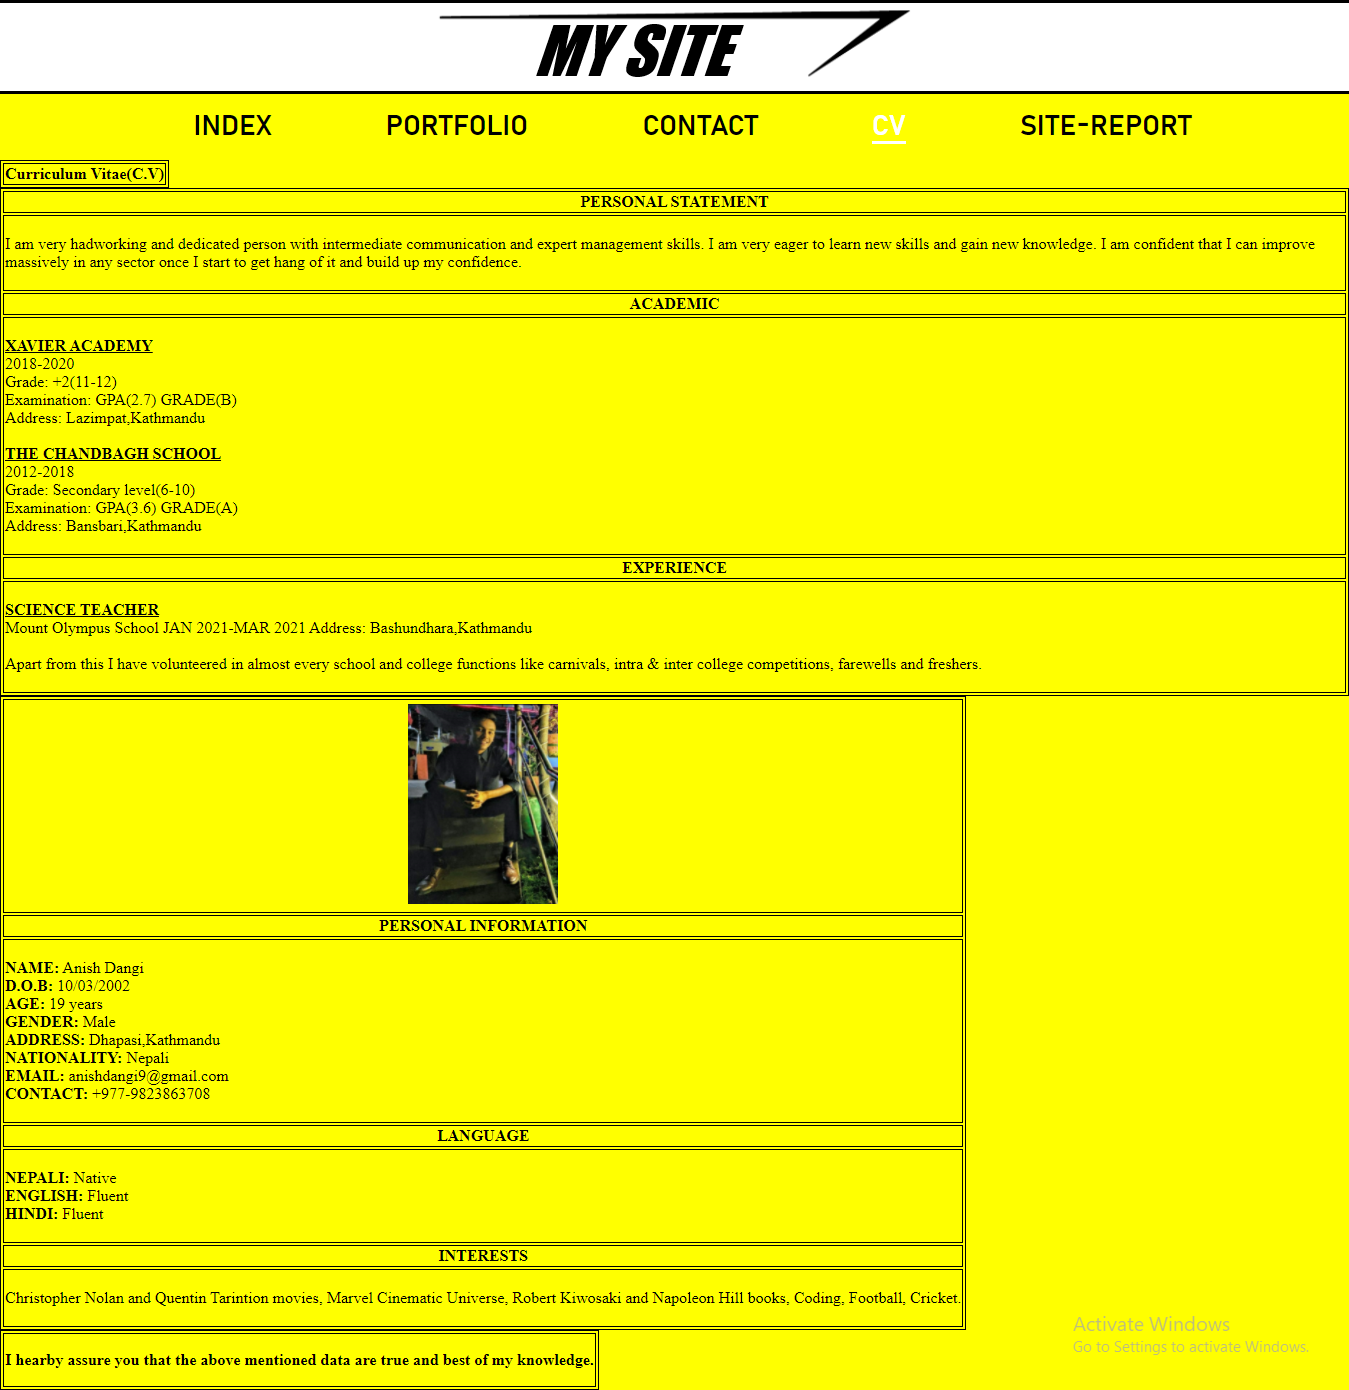 MY SITE
INDEX PORTFOLIO CONTACT CV SITE-REPORT
Curriculum Vitae(C.V)
PERSONAL STATEMENT
I am very hadworking and dedicated person with intermediate communication and expert management skills. I am very eager to learn new skills and gain new knowledge. I am confident that I can improve
massively in any sector once I start to get hang of it and build up my confidence.
ACADEMIC
XAVIER ACADEMY
2018-2020
Grade: +2(11-12)
Examination: GPA(2.7) GRADE(B)
Address: Lazimpat,Kathmandu
THE CHANDBAGH SCHOOL
2012-2018
Grade: Secondary level(6-10)
Examination: GPA(3.6) GRADE(A)
Address: Bansbari,Kathmandu
EXPERIENCE
SCIENCE TEACHER
Mount Olympus School JAN 2021-MAR 2021 Address: Bashundhara,Kathmandu
Apart from this I have volunteered in almost every school and college functions like carnivals, intra & inter college competitions, farewells and freshers.
PERSONAL INFORMATION
NAME: Anish Dangi
D.O.B: 10/03/2002
AGE: 19 years
GENDER: Male
ADDRESS: Dhapasi,Kathmandu
NATIONALITY: Nepali
EMAIL: anishdangi9@gmail.com
CONTACT: +977-9823863708
LANGUAGE
NEPALI: Native
ENGLISH: Fluent
HINDI: Fluent
INTERESTS
Christopher Nolan and Quentin Tarintion movies, Marvel Cinematic Universe, Robert Kiwosaki and Napoleon Hill books, Coding, Football, Cricket.
I hearby assure you that the above mentioned data are true and best of my knowledge.
Activate Windows
Go to Settings to activate Windows.